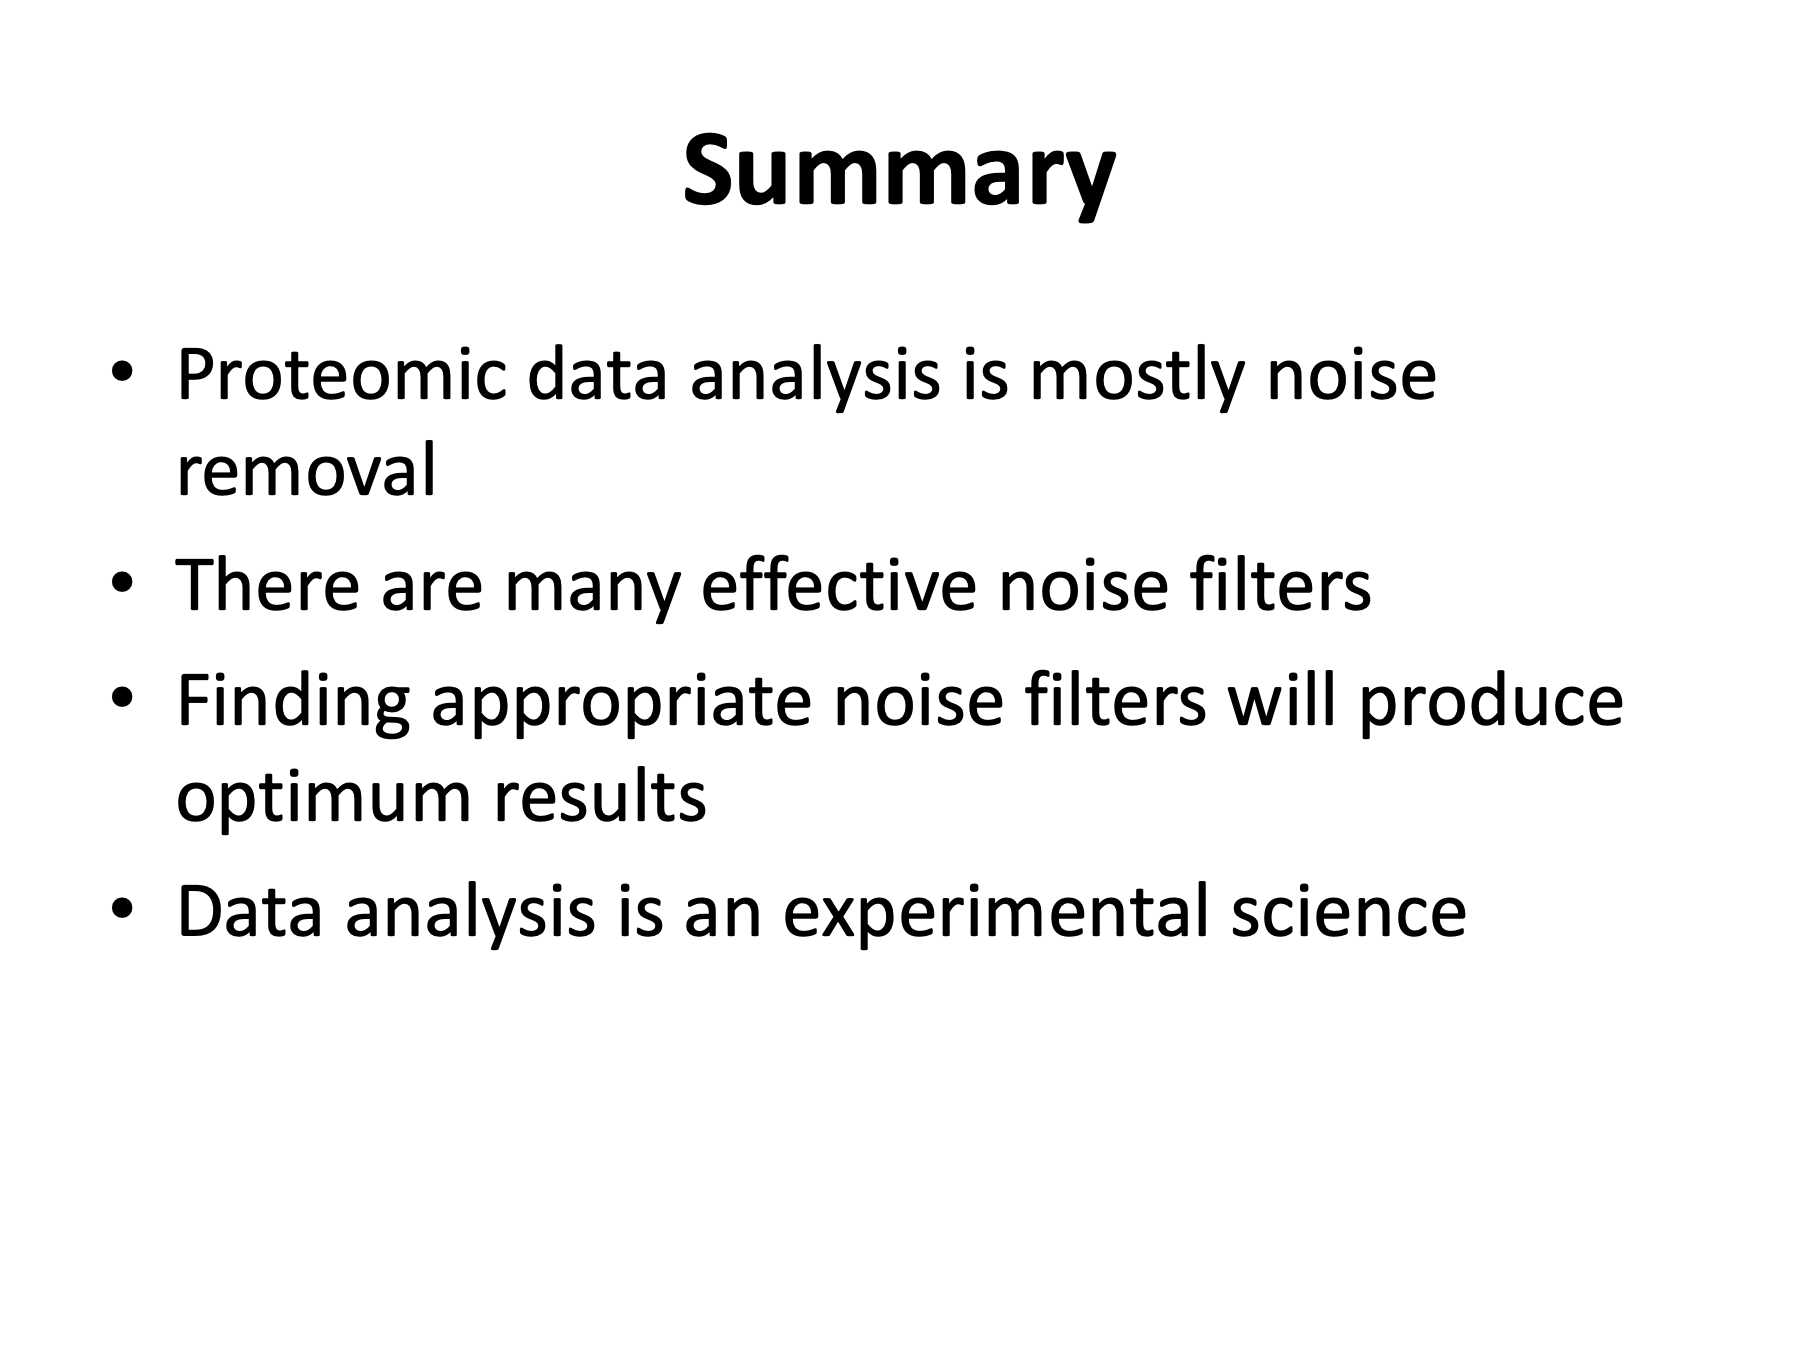 Summary
• Proteomic data analysis is mostly noise
removal
• There are many effective noise filters
• Finding appropriate noise filters will produce
optimum results
• Data analysis is an experimental science